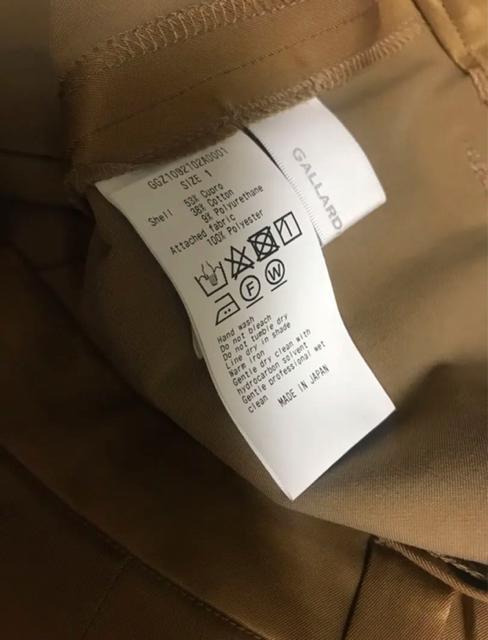 GGZ1092102A0001
SIZE 1
Shell 53% Cupro
38% Cotton
9% Polyurethane
Attached fabric
100% Polyester
F W
Hand wash
Do not bleach
Do not tumble dry
Line dry in shade
Warm iron
Gentle dry clean with
hydrocarbon solvent
Gentle professional wet
clean
MADE IN JAPAN
GALLARD